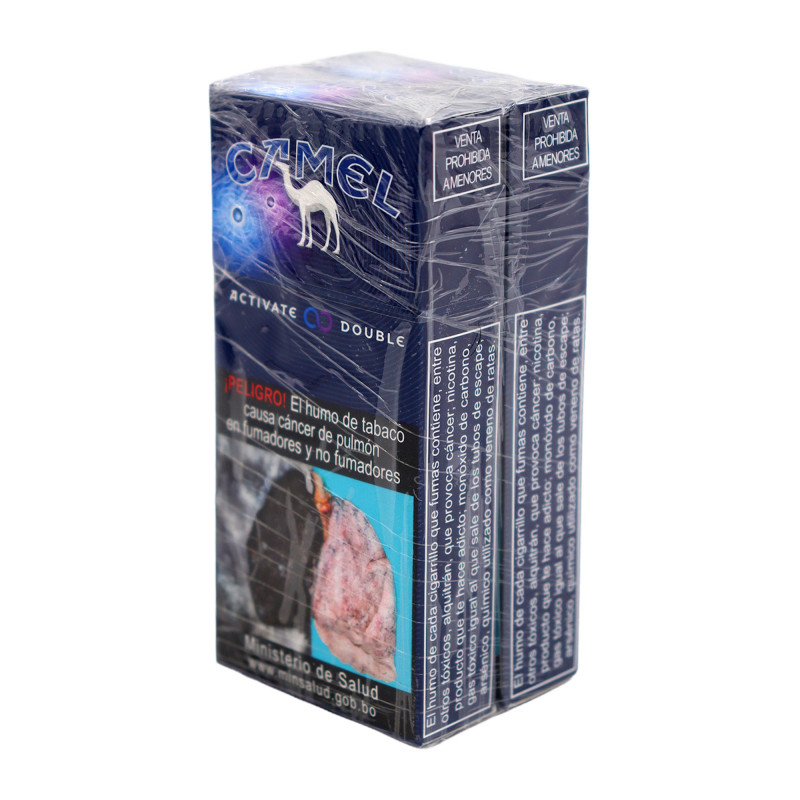 CAMEL
ACTIVATE DOUBLE
¡PELIGRO! El humo de tabaco
causa cáncer de pulmón
en fumadores y no fumadores
Ministerio de Salud
www.minsalud.gob.bo
VENTA
PROHIBIDA
A MENORES
El humo de cada cigarrillo que fumas contiene, entre
otros tóxicos, alquitrán, que provoca cáncer; nicotina,
producto que te hace adicto; monóxido de carbono,
gas tóxico igual al que sale de los tubos de escape;
arsénico, químico utilizado como veneno de ratas.
VENTA
PROHIBIDA
A MENORES
El humo de cada cigarrillo que fumas contiene, entre
otros tóxicos, alquitrán, que provoca cáncer; nicotina,
producto que te hace adicto; monóxido de carbono,
gas tóxico igual al que sale de los tubos de escape;
arsénico, químico utilizado como veneno de ratas.